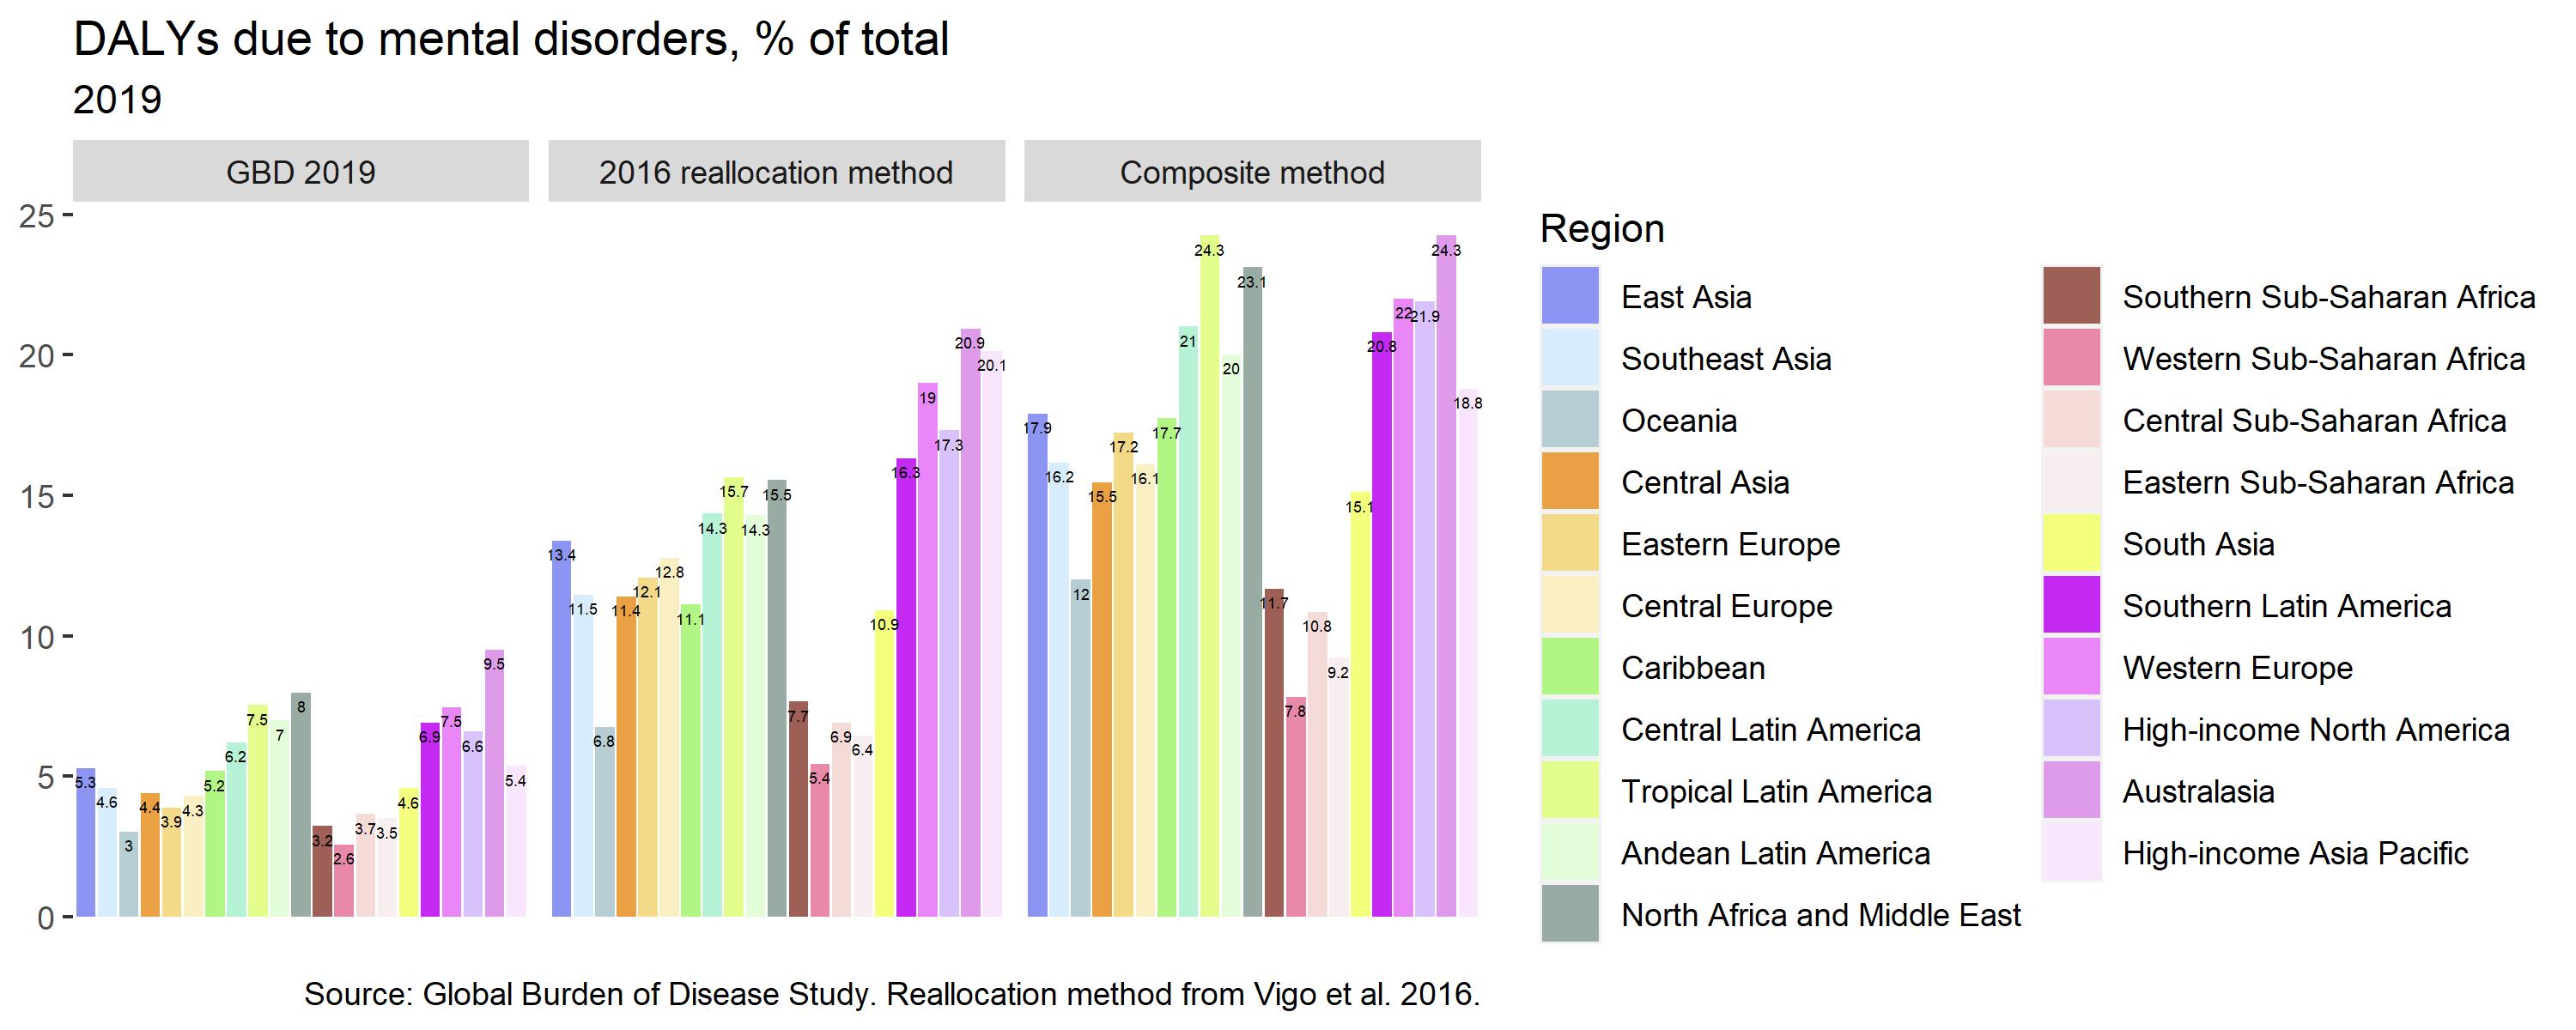 DALYs due to mental disorders, % of total
2019
GBD 2019
2016 reallocation method
Composite method
25
20
15
10
5
0
5.3
4.6
3
4.4
3.9
4.3
5.2
6.2
7.5
7
8
3.2
2.6
3.7
3.5
4.6
6.9
7.5
6.6
9.5
5.4
13.4
11.5
6.8
11.4
12.1
12.8
11.1
14.3
15.7
14.3
15.5
7.7
5.4
6.9
6.4
10.9
16.3
19
17.3
20.9
20.1
17.9
16.2
12
15.5
17.2
16.1
17.7
21
24.3
20
23.1
11.7
7.8
10.8
9.2
15.1
20.8
22
21.9
24.3
18.8
Region
East Asia
Southeast Asia
Oceania
Central Asia
Eastern Europe
Central Europe
Caribbean
Central Latin America
Tropical Latin America
Andean Latin America
North Africa and Middle East
Southern Sub-Saharan Africa
Western Sub-Saharan Africa
Central Sub-Saharan Africa
Eastern Sub-Saharan Africa
South Asia
Southern Latin America
Western Europe
High-income North America
Australasia
High-income Asia Pacific
Source: Global Burden of Disease Study. Reallocation method from Vigo et al. 2016.